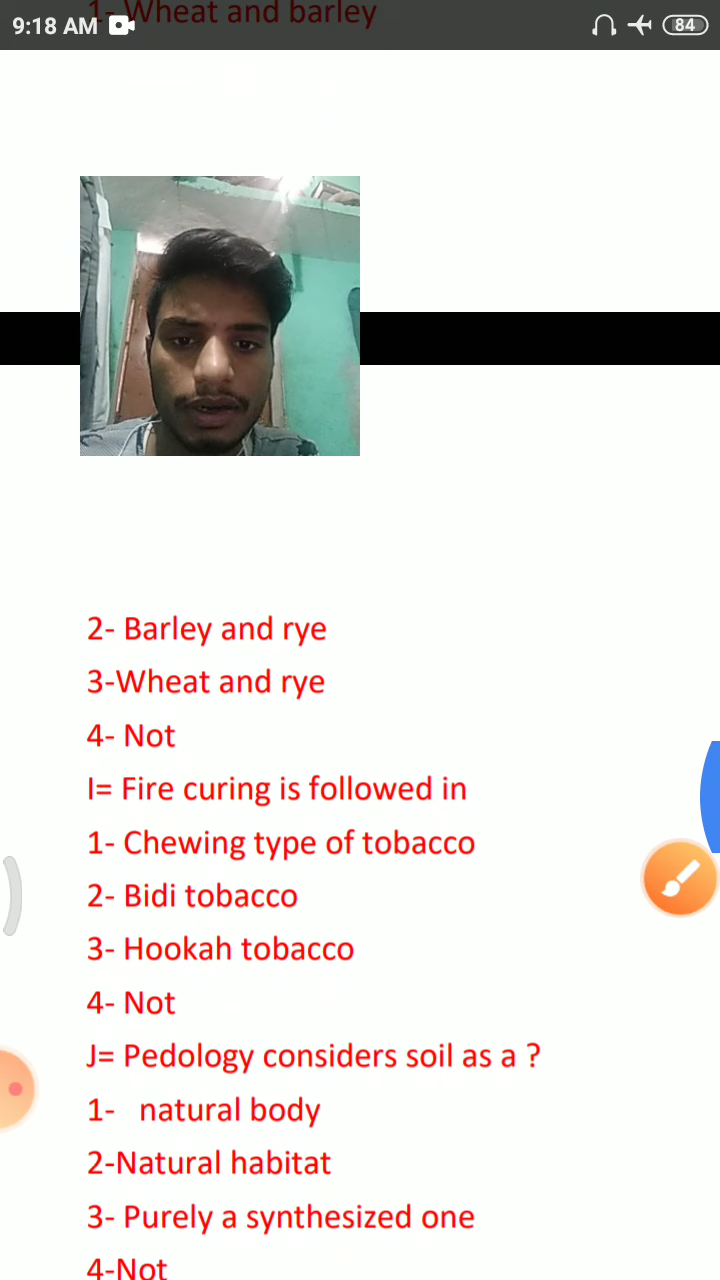 1- Wheat and barley
9:18 AM
84
2- Barley and rye
3-Wheat and rye
4- Not
I= Fire curing is followed in
1- Chewing type of tobacco
2- Bidi tobacco
3- Hookah tobacco
4- Not
J= Pedology considers soil as a ?
1-   natural body
2-Natural habitat
3- Purely a synthesized one
4-Not